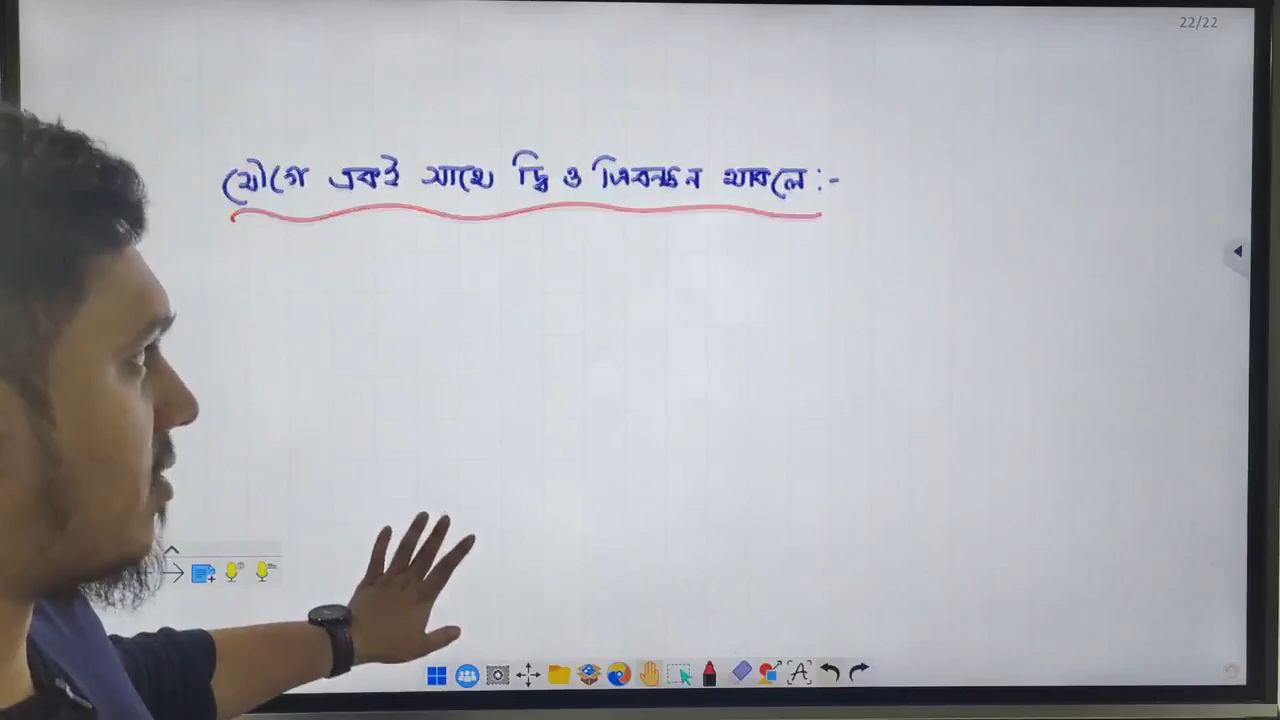 22/22
যৌগে একই সাথে দ্বি ও ত্রিবন্ধন থাকলে :-